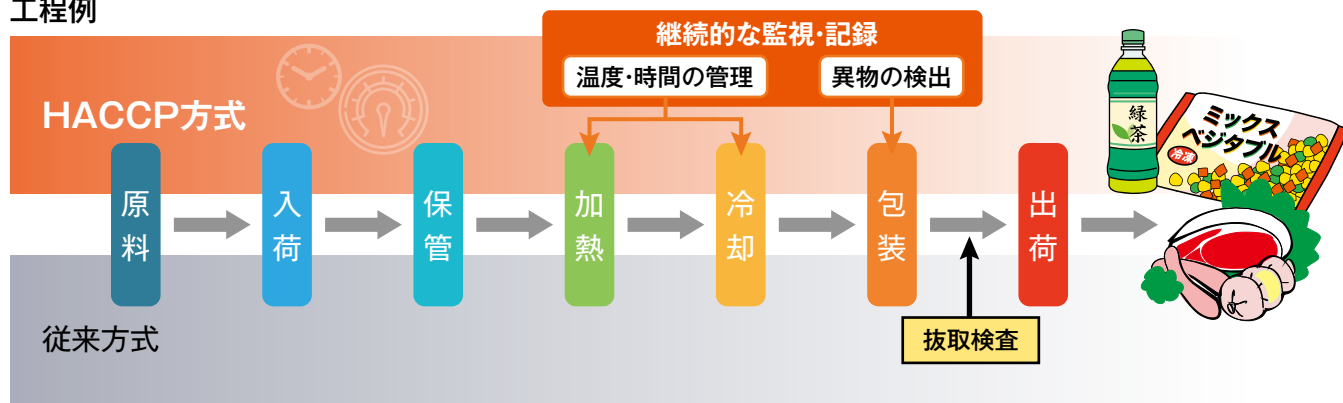 工程例
継続的な監視・記録
温度・時間の管理
異物の検出
HACCP方式
原料
入荷
保管
加熱
冷却
包装
出荷
従来方式
抜取検査
緑茶
ミックス
ベジタブル
冷凍